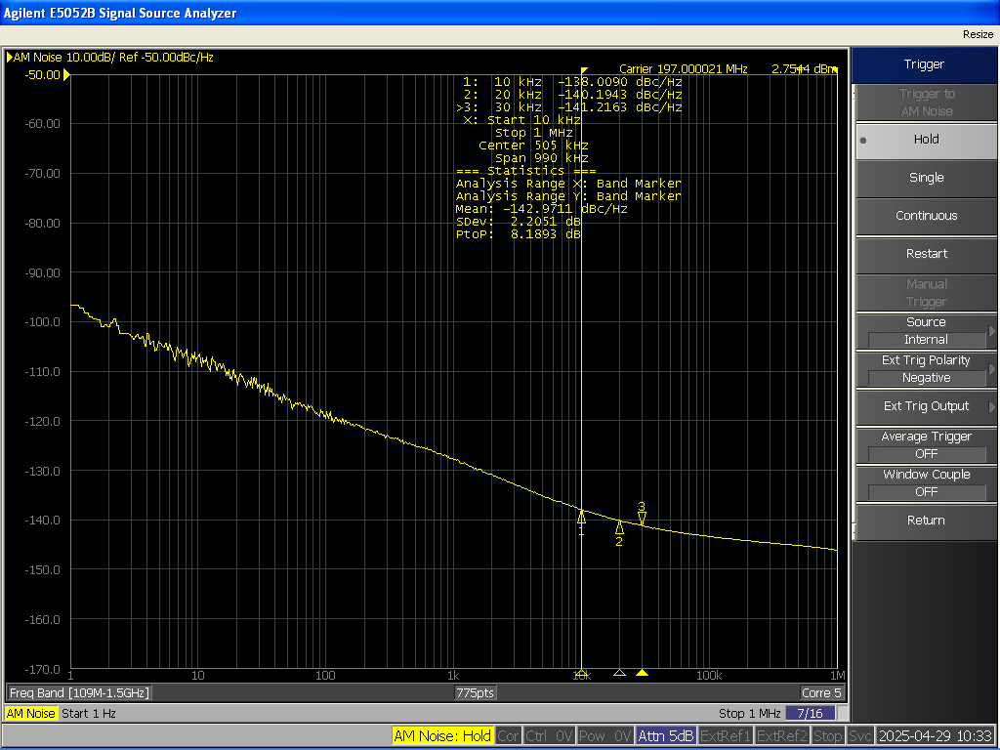 Agilent E5052B Signal Source Analyzer
Resize
AM Noise 10.00dB/ Ref -50.00dBc/Hz
Carrier 197.000021 MHz 2.7544 dBm
-50.00
-60.00
-70.00
-80.00
-90.00
-100.0
-110.0
-120.0
-130.0
-140.0
-150.0
-160.0
-170.0
1: 10 kHz -138.0090 dBc/Hz
2: 20 kHz -140.1943 dBc/Hz
>3: 30 kHz -141.2163 dBc/Hz
X: Start 10 kHz
Stop 1 MHz
Center 505 kHz
Span 990 kHz
=== Statistics ===
Analysis Range X: Band Marker
Analysis Range Y: Band Marker
Mean: -142.9711 dBc/Hz
SDev: 2.2051 dB
PtoP: 8.1893 dB
1
2
3
1 10 100 1k 10k 100k 1M
Freq Band [109M-1.5GHz] 775pts Corre 5
AM Noise Start 1 Hz Stop 1 MHz 7/16
AM Noise: Hold Cor Ctrl 0V Pow 0V Attn 5dB ExtRef1 ExtRef2 Stop Svc 2025-04-29 10:33
Trigger
Trigger to
AM Noise
Hold
Single
Continuous
Restart
Manual
Trigger
Source
Internal
Ext Trig Polarity
Negative
Ext Trig Output
Average Trigger
OFF
Window Couple
OFF
Return